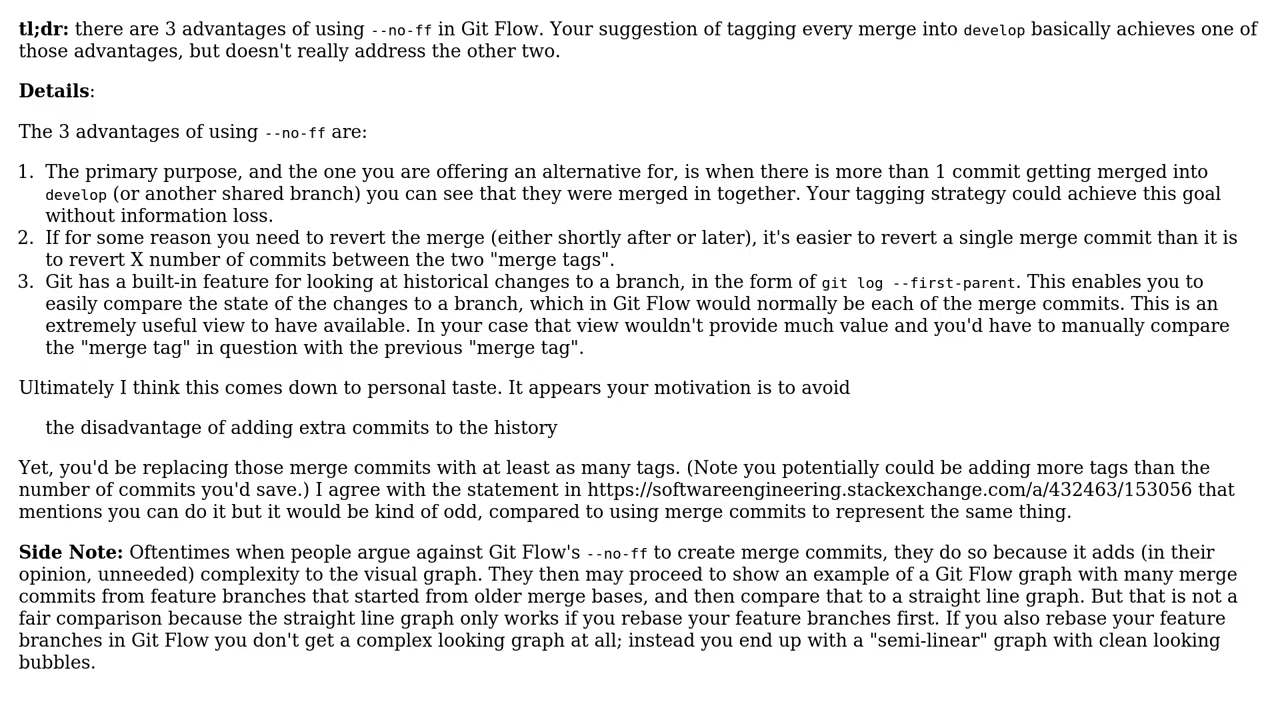 tl;dr: there are 3 advantages of using --no-ff in Git Flow. Your suggestion of tagging every merge into develop basically achieves one of
those advantages, but doesn't really address the other two.
Details:
The 3 advantages of using --no-ff are:
1. The primary purpose, and the one you are offering an alternative for, is when there is more than 1 commit getting merged into
develop (or another shared branch) you can see that they were merged in together. Your tagging strategy could achieve this goal
without information loss.
2. If for some reason you need to revert the merge (either shortly after or later), it's easier to revert a single merge commit than it is
to revert X number of commits between the two "merge tags".
3. Git has a built-in feature for looking at historical changes to a branch, in the form of git log --first-parent. This enables you to
easily compare the state of the changes to a branch, which in Git Flow would normally be each of the merge commits. This is an
extremely useful view to have available. In your case that view wouldn't provide much value and you'd have to manually compare
the "merge tag" in question with the previous "merge tag".
Ultimately I think this comes down to personal taste. It appears your motivation is to avoid
the disadvantage of adding extra commits to the history
Yet, you'd be replacing those merge commits with at least as many tags. (Note you potentially could be adding more tags than the
number of commits you'd save.) I agree with the statement in https://softwareengineering.stackexchange.com/a/432463/153056 that
mentions you can do it but it would be kind of odd, compared to using merge commits to represent the same thing.
Side Note: Oftentimes when people argue against Git Flow's --no-ff to create merge commits, they do so because it adds (in their
opinion, unneeded) complexity to the visual graph. They then may proceed to show an example of a Git Flow graph with many merge
commits from feature branches that started from older merge bases, and then compare that to a straight line graph. But that is not a
fair comparison because the straight line graph only works if you rebase your feature branches first. If you also rebase your feature
branches in Git Flow you don't get a complex looking graph at all; instead you end up with a "semi-linear" graph with clean looking
bubbles.